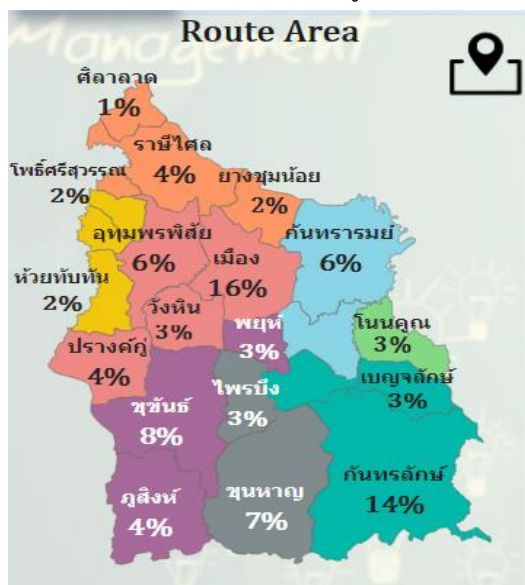 Management
Route Area
ศิลาลาด
1%
ราษีไศล
4%
ยางชุมน้อย
2%
โพธิ์ศรีสุวรรณ
2%
อุทุมพรพิสัย
6%
เมือง
16%
กันทรารมย์
6%
ห้วยทับทัน
2%
วังหิน
3%
พยุห์
3%
โนนคูณ
3%
ปรางค์กู่
4%
ไพรบึง
3%
เบญจลักษ์
3%
ขุขันธ์
8%
กันทรลักษ์
14%
ภูสิงห์
4%
ขุนหาญ
7%